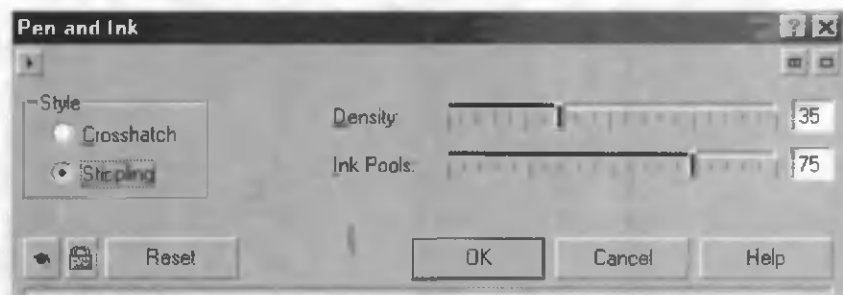 Pen and Ink
Style
Crosshatch
Stippling
Density:
35
Ink Pools:
75
Reset
OK
Cancel
Help